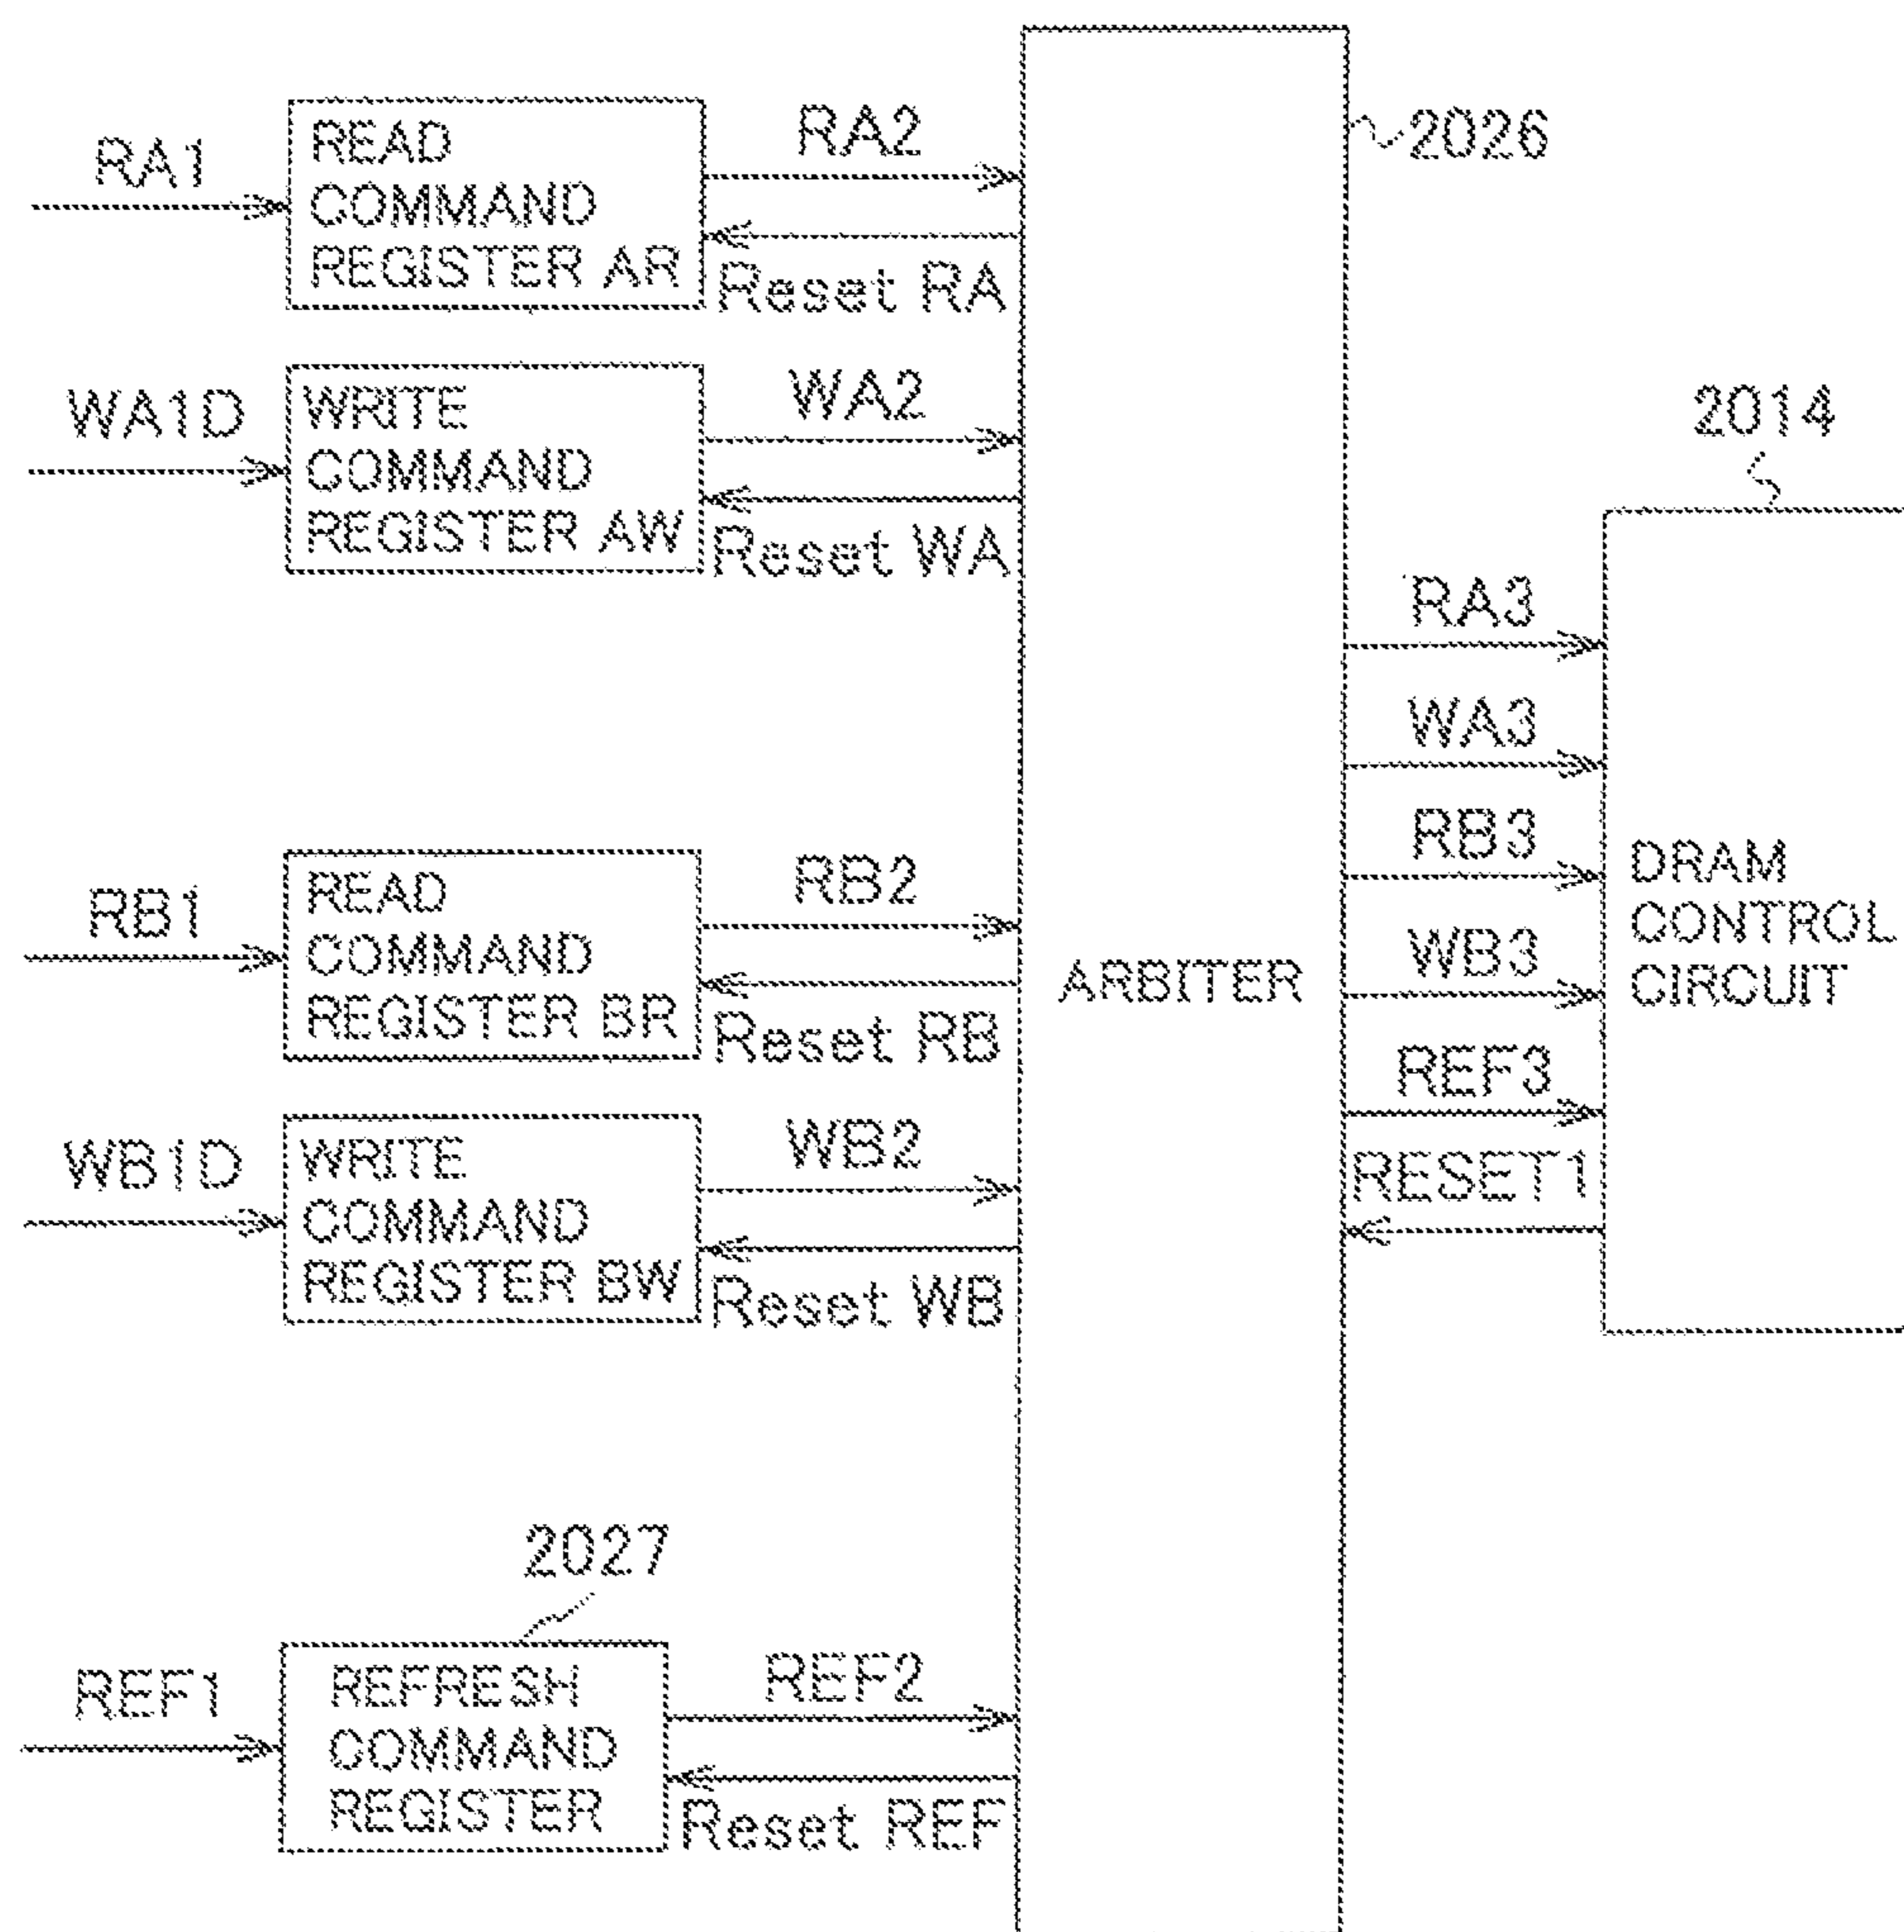 RA1
READ
COMMAND
REGISTER AR
RA2
Reset RA
2026
WA1D
WRITE
COMMAND
REGISTER AW
WA2
Reset WA
2014
RA3
WA3
RB3
WB3
REF3
RESET1
DRAM
CONTROL
CIRCUIT
ARBITER
RB1
READ
COMMAND
REGISTER BR
RB2
Reset RB
WB1D
WRITE
COMMAND
REGISTER BW
WB2
Reset WB
2027
REF1
REFRESH
COMMAND
REGISTER
REF2
Reset REF